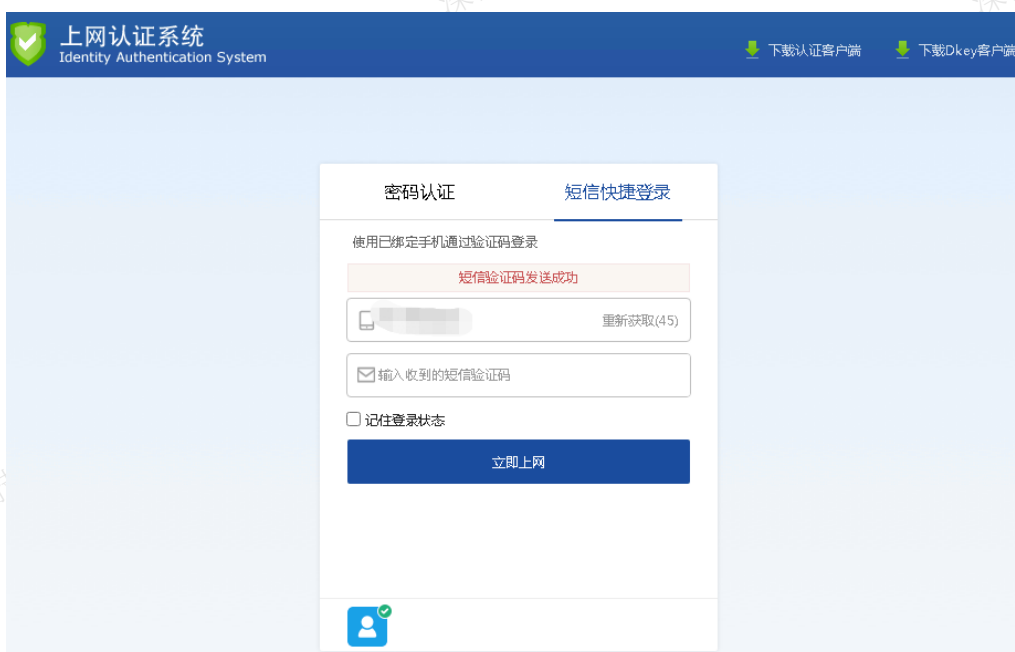 上网认证系统
Identity Authentication System
下载认证客户端
下载Dkey客户端
密码认证
短信快捷登录
使用已绑定手机通过验证码登录
短信验证码发送成功
重新获取(45)
输入收到的短信验证码
记住登录状态
立即上网